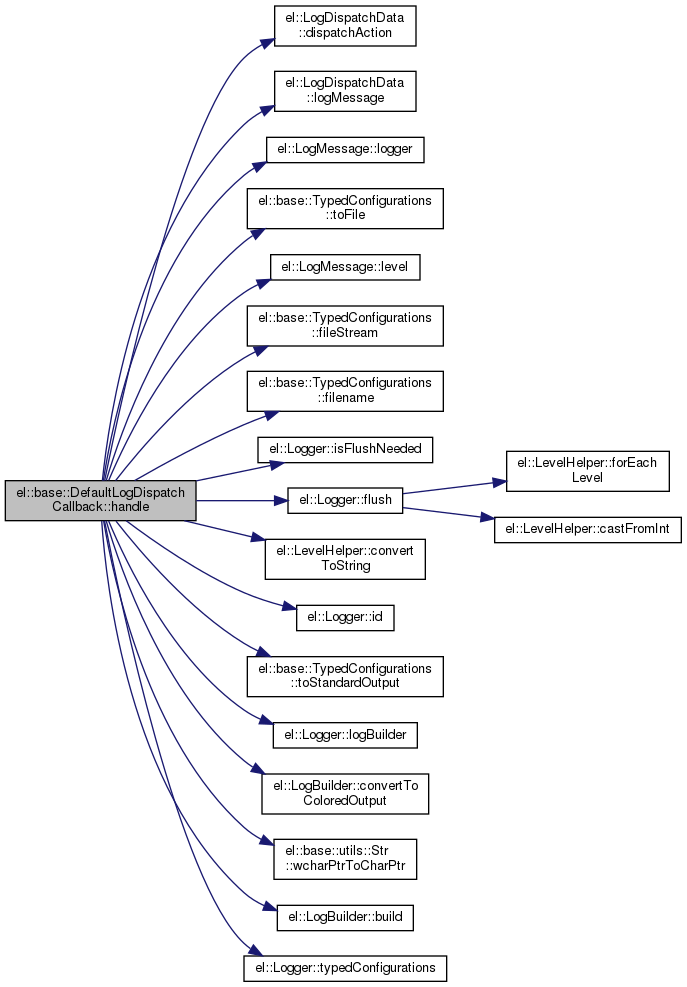 el::LogDispatchData
::dispatchAction
el::LogDispatchData
::logMessage
el::LogMessage::logger
el::base::TypedConfigurations
::toFile
el::LogMessage::level
el::base::TypedConfigurations
::fileStream
el::base::TypedConfigurations
::filename
el::Logger::isFlushNeeded
el::base::DefaultLogDispatch
Callback::handle
el::Logger::flush
el::LevelHelper::forEach
Level
el::LevelHelper::castFromInt
el::LevelHelper::convert
ToString
el::Logger::id
el::base::TypedConfigurations
::toStandardOutput
el::Logger::logBuilder
el::LogBuilder::convertTo
ColoredOutput
el::base::utils::Str
::wcharPtrToCharPtr
el::LogBuilder::build
el::Logger::typedConfigurations